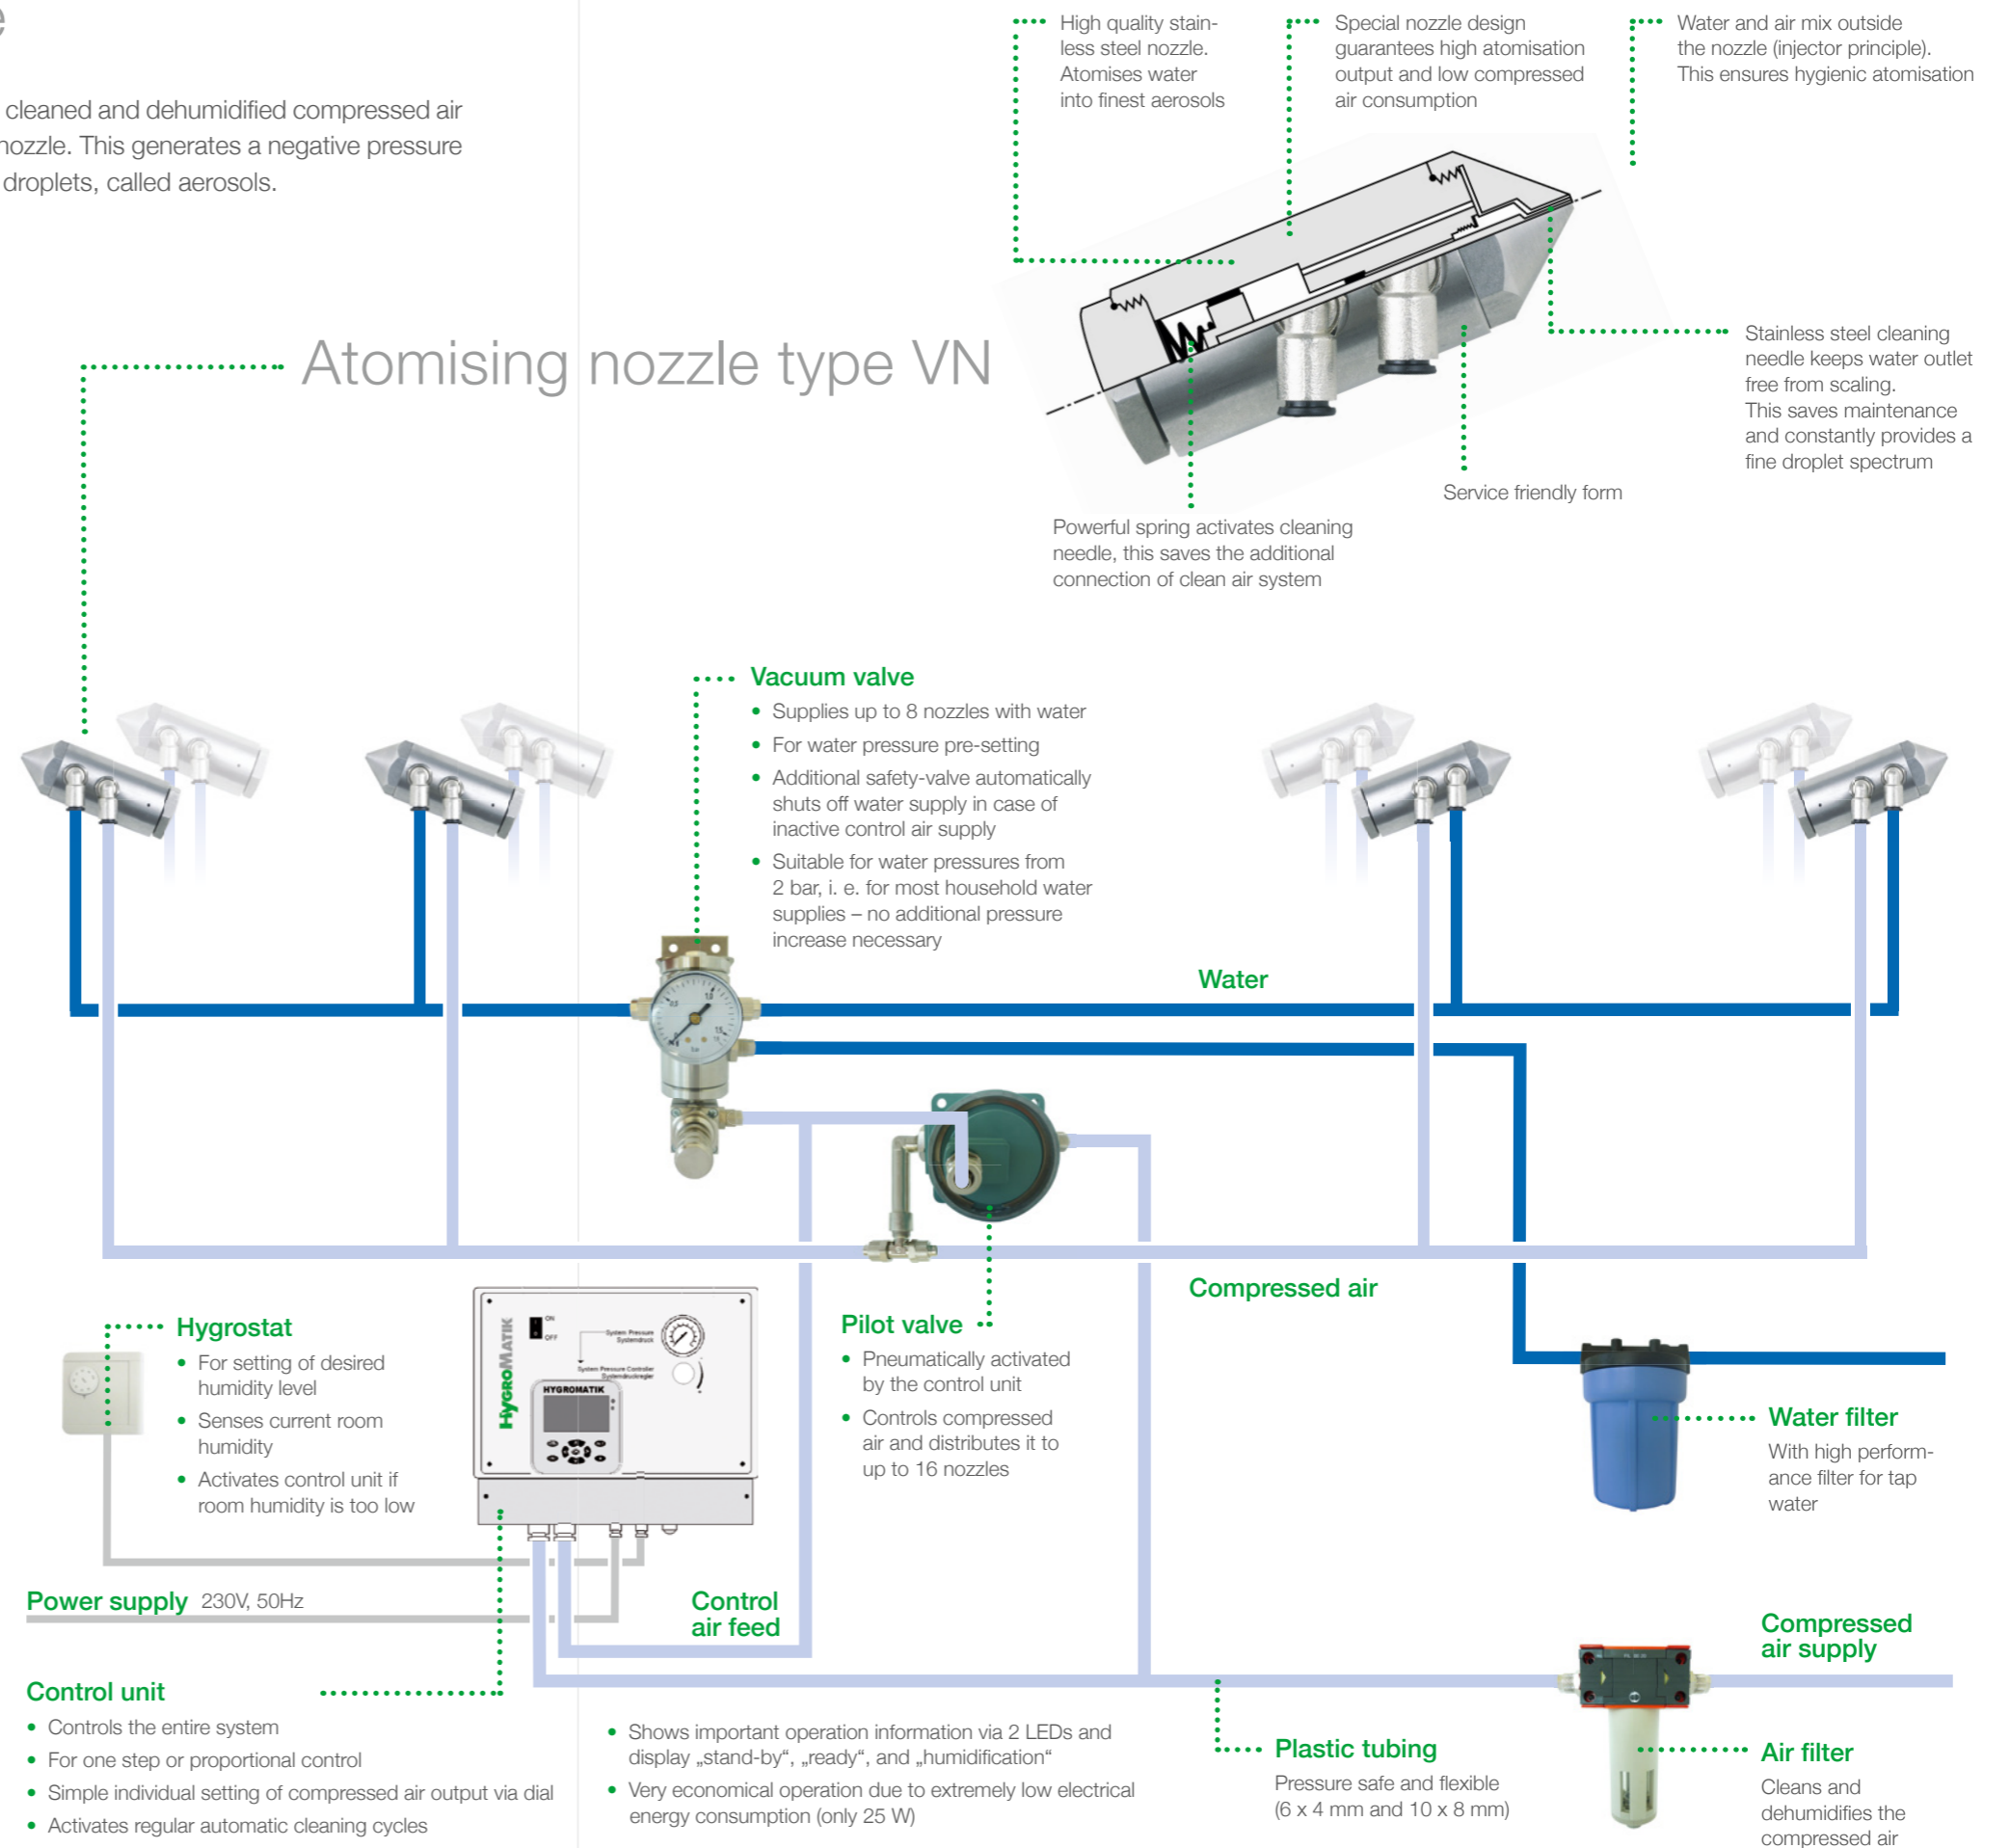 e
cleaned and dehumidified compressed air
nozzle. This generates a negative pressure
droplets, called aerosols.
High quality stain-
less steel nozzle.
Atomises water
into finest aerosols
Special nozzle design
guarantees high atomisation
output and low compressed
air consumption
Water and air mix outside
the nozzle (injector principle).
This ensures hygienic atomisation
Atomising nozzle type VN
Stainless steel cleaning
needle keeps water outlet
free from scaling.
This saves maintenance
and constantly provides a
fine droplet spectrum
Service friendly form
Powerful spring activates cleaning
needle, this saves the additional
connection of clean air system
Vacuum valve
• Supplies up to 8 nozzles with water
• For water pressure pre-setting
• Additional safety-valve automatically
shuts off water supply in case of
inactive control air supply
• Suitable for water pressures from
2 bar, i. e. for most household water
supplies – no additional pressure
increase necessary
Water
Compressed air
Hygrostat
• For setting of desired
humidity level
• Senses current room
humidity
• Activates control unit if
room humidity is too low
HYGROMATIK
ON
OFF
System Pressure
Systemdruck
System Pressure Controller
Systemdruckregler
HYGROMATIK
Pilot valve
• Pneumatically activated
by the control unit
• Controls compressed
air and distributes it to
up to 16 nozzles
Water filter
With high perform-
ance filter for tap
water
Power supply 230V, 50Hz
Control
air feed
Compressed
air supply
Control unit
• Controls the entire system
• For one step or proportional control
• Simple individual setting of compressed air output via dial
• Activates regular automatic cleaning cycles
• Shows important operation information via 2 LEDs and
display „stand-by“, „ready“, and „humidification“
• Very economical operation due to extremely low electrical
energy consumption (only 25 W)
Plastic tubing
Pressure safe and flexible
(6 x 4 mm and 10 x 8 mm)
Air filter
Cleans and
dehumidifies the
compressed air